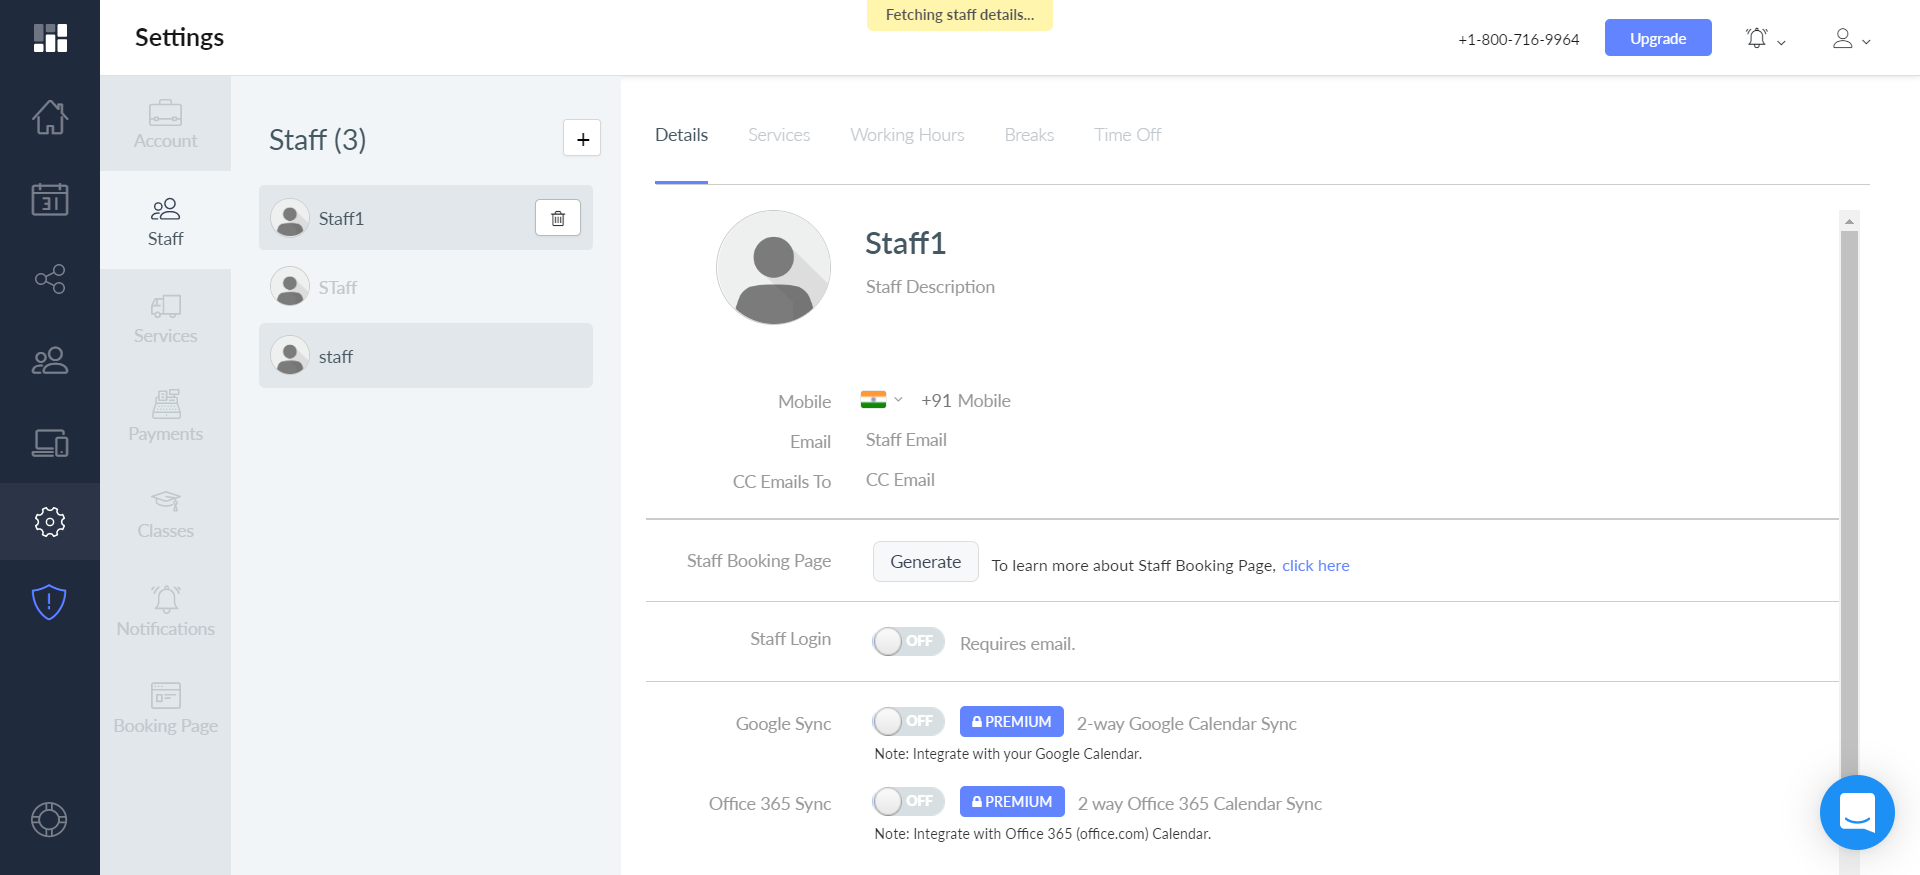 Fetching staff details...
Settings
+1-800-716-9964
Upgrade
31
Account
Staff
Services
Payments
Classes
Notifications
Booking Page
Staff (3)
+
Staff1
STaff
staff
Details
Services
Working Hours
Breaks
Time Off
Staff1
Staff Description
Mobile
+91 Mobile
Email
Staff Email
CC Emails To
CC Email
Staff Booking Page
Generate
To learn more about Staff Booking Page, click here
Staff Login
OFF
Requires email.
Google Sync
OFF
PREMIUM
2-way Google Calendar Sync
Note: Integrate with your Google Calendar.
Office 365 Sync
OFF
PREMIUM
2 way Office 365 Calendar Sync
Note: Integrate with Office 365 (office.com) Calendar.